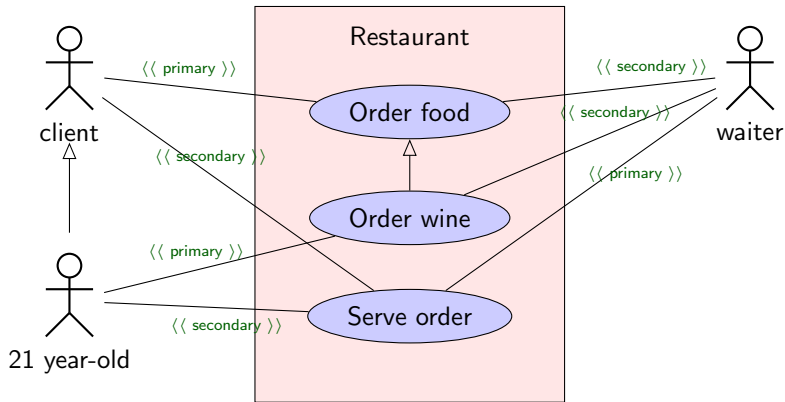 Restaurant
⟨⟨ primary ⟩⟩
⟨⟨ secondary ⟩⟩
Order food
⟨⟨ secondary ⟩⟩
client
waiter
⟨⟨ secondary ⟩⟩
⟨⟨ primary ⟩⟩
Order wine
⟨⟨ primary ⟩⟩
Serve order
⟨⟨ secondary ⟩⟩
21 year-old